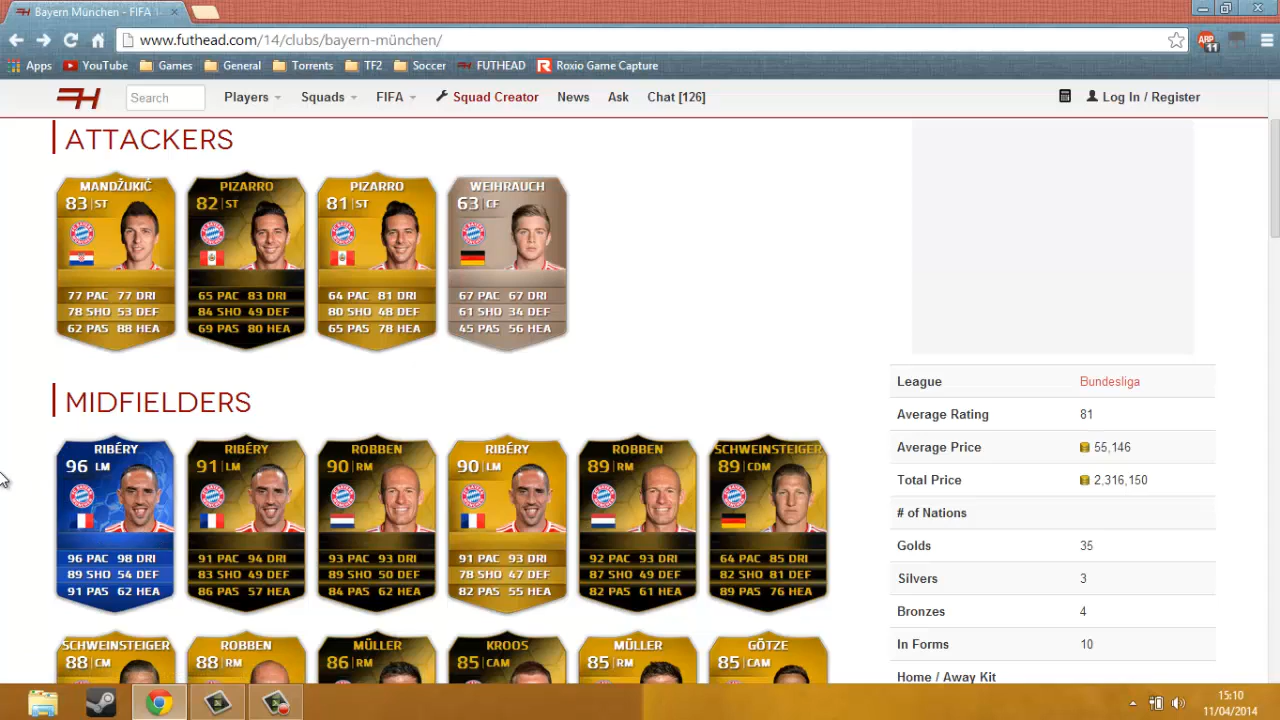 Bayern München - FIFA 1
www.futhead.com/14/clubs/bayern-münchen/
ABP
11
Apps YouTube Games General Torrents TF2 Soccer FUTHEAD Roxio Game Capture
FH Search Players Squads FIFA Squad Creator News Ask Chat [126] Log In / Register
ATTACKERS
MANDŽUKIĆ
83 ST
77 PAC 77 DRI
78 SHO 53 DEF
62 PAS 88 HEA
PIZARRO
82 ST
65 PAC 83 DRI
84 SHO 49 DEF
69 PAS 80 HEA
PIZARRO
81 ST
64 PAC 81 DRI
80 SHO 48 DEF
65 PAS 78 HEA
WEIHRAUCH
63 CF
67 PAC 67 DRI
61 SHO 34 DEF
45 PAS 56 HEA
MIDFIELDERS
RIBÉRY
96 LM
96 PAC 98 DRI
89 SHO 54 DEF
91 PAS 62 HEA
RIBÉRY
91 LM
91 PAC 94 DRI
83 SHO 49 DEF
86 PAS 57 HEA
ROBBEN
90 RM
93 PAC 93 DRI
89 SHO 50 DEF
84 PAS 62 HEA
RIBÉRY
90 LM
91 PAC 93 DRI
78 SHO 47 DEF
82 PAS 55 HEA
ROBBEN
89 RM
92 PAC 93 DRI
87 SHO 49 DEF
82 PAS 61 HEA
SCHWEINSTEIGER
89 CDM
64 PAC 85 DRI
82 SHO 81 DEF
89 PAS 76 HEA
SCHWEINSTEIGER
88 CM
ROBBEN
88 RM
MÜLLER
86 RM
KROOS
85 CAM
MÜLLER
85 RM
GÖTZE
85 CAM
League Bundesliga
Average Rating 81
Average Price 55,146
Total Price 2,316,150
# of Nations
Golds 35
Silvers 3
Bronzes 4
In Forms 10
Home / Away Kit
15:10
11/04/2014